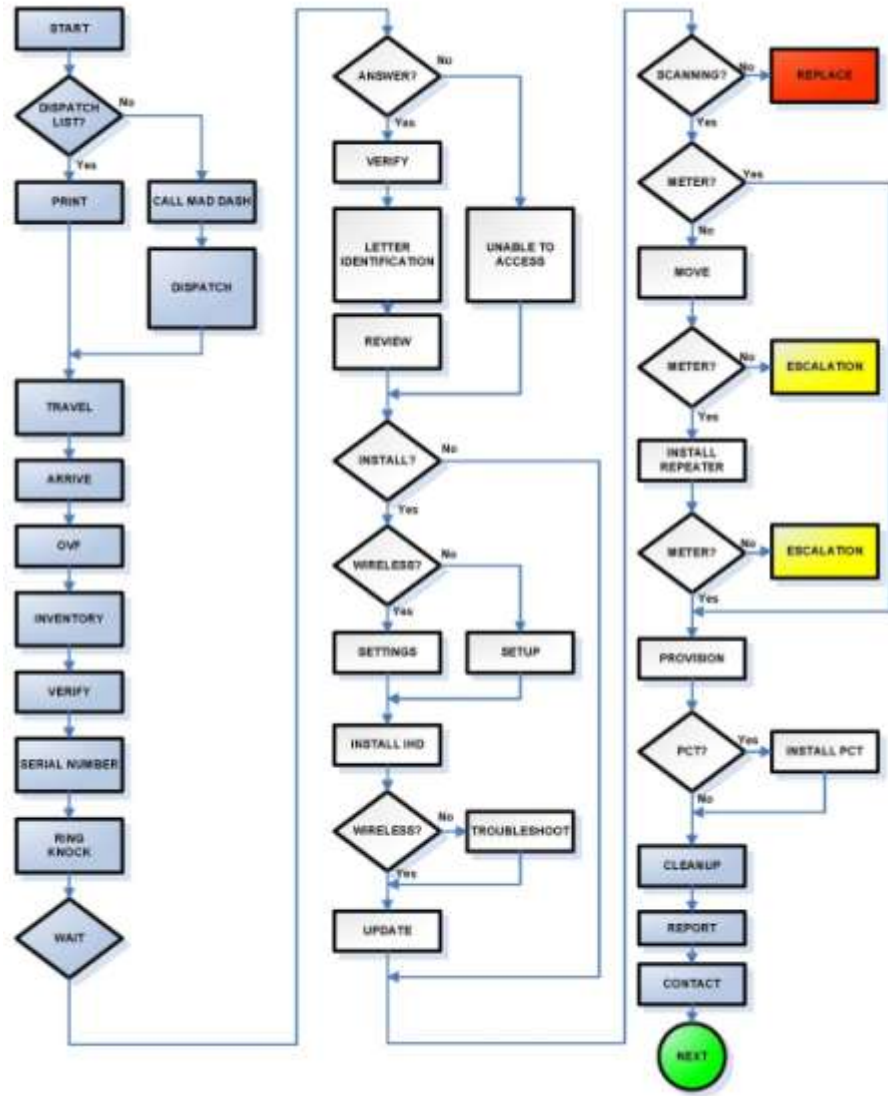 START
DISPATCH
LIST?
No
Yes
PRINT
CALL MAD DASH
DISPATCH
TRAVEL
ARRIVE
OVF
INVENTORY
VERIFY
SERIAL NUMBER
RING
KNOCK
WAIT
ANSWER?
No
Yes
VERIFY
LETTER
IDENTIFICATION
UNABLE TO
ACCESS
REVIEW
INSTALL?
No
Yes
WIRELESS?
No
Yes
SETTINGS
SETUP
INSTALL IHD
WIRELESS?
No
TROUBLESHOOT
Yes
UPDATE
SCANNING?
No
REPLACE
Yes
METER?
Yes
No
MOVE
METER?
No
ESCALATION
Yes
INSTALL
REPEATER
METER?
No
ESCALATION
Yes
PROVISION
PCT?
Yes
INSTALL PCT
No
CLEANUP
REPORT
CONTACT
NEXT